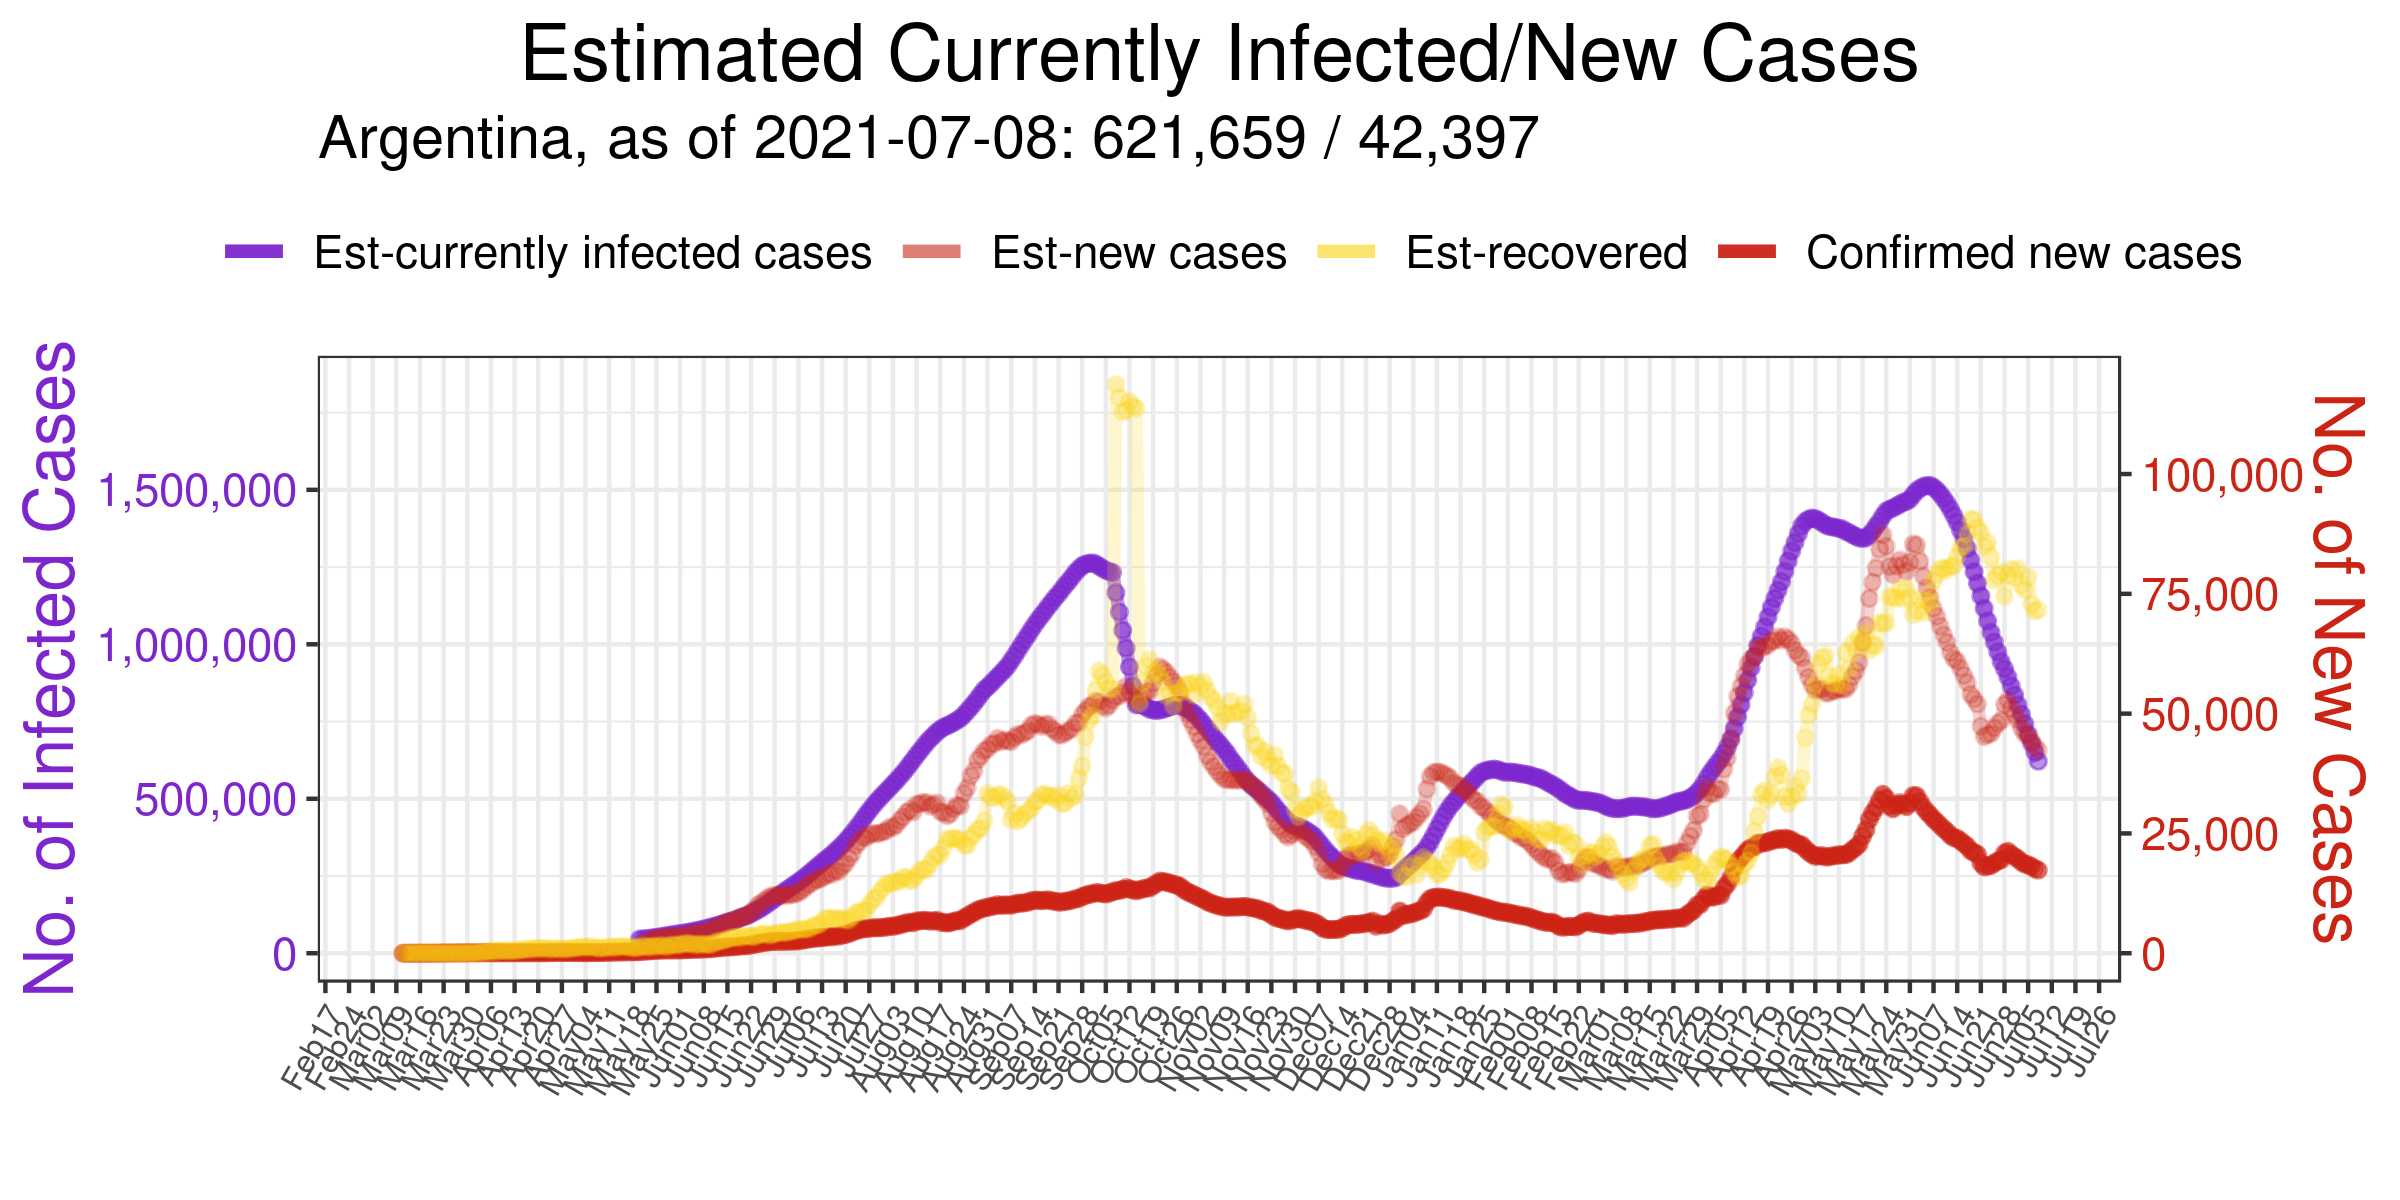 Estimated Currently Infected/New Cases
Argentina, as of 2021-07-08: 621,659 / 42,397
Est-currently infected cases Est-new cases Est-recovered Confirmed new cases
No. of Infected Cases
1,500,000
1,000,000
500,000
0
100,000
75,000
50,000
25,000
0
No. of New Cases
Feb17
Feb24
Mar02
Mar09
Mar16
Mar23
Mar30
Apr06
Apr13
Apr20
Apr27
May04
May11
May18
May25
Jun01
Jun08
Jun15
Jun22
Jun29
Jul06
Jul13
Jul20
Jul27
Aug03
Aug10
Aug17
Aug24
Aug31
Sep07
Sep14
Sep21
Sep28
Oct05
Oct12
Oct19
Oct26
Nov02
Nov09
Nov16
Nov23
Nov30
Dec07
Dec14
Dec21
Dec28
Jan04
Jan11
Jan18
Jan25
Feb01
Feb08
Feb15
Feb22
Mar01
Mar08
Mar15
Mar22
Mar29
Apr05
Apr12
Apr19
Apr26
May03
May10
May17
May24
May31
Jun07
Jun14
Jun21
Jun28
Jul05
Jul12
Jul19
Jul26